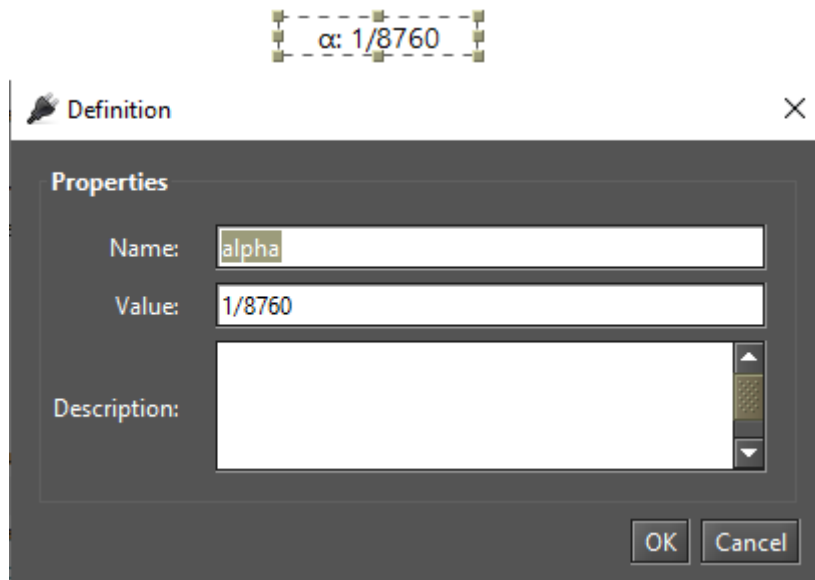 α: 1/8760
Definition
Properties
Name: alpha
Value: 1/8760
Description:
OK Cancel